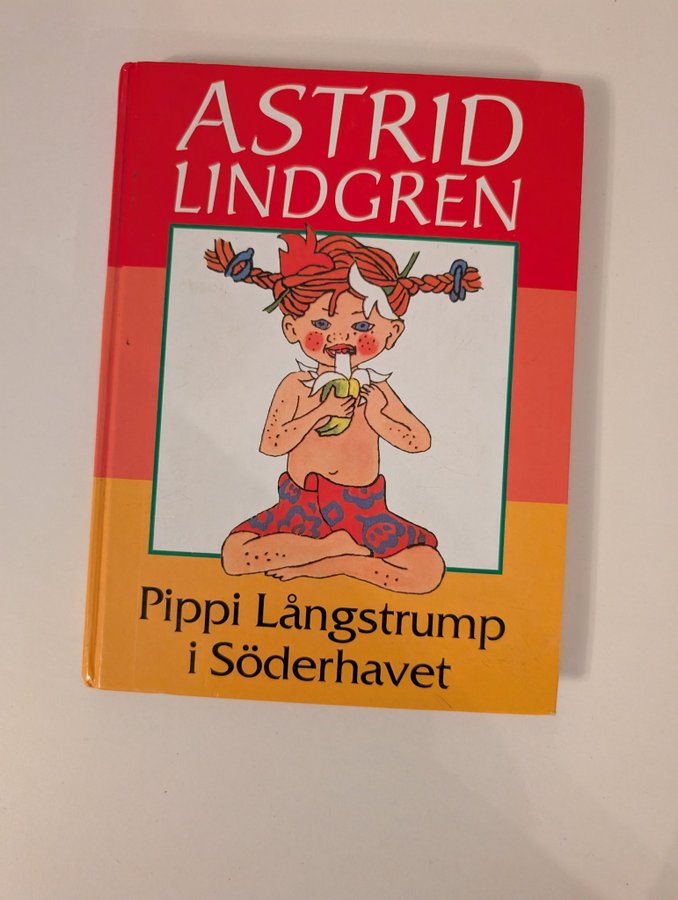 ASTRID
LINDGREN
Pippi Långstrump
i Söderhavet